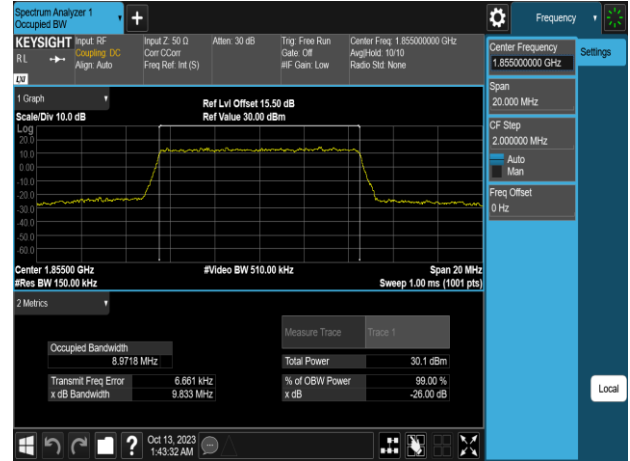 Spectrum Analyzer 1
Occupied BW
+
Frequency
KEYSIGHT
RL
Input: RF
Coupling: DC
Align: Auto
Input Z: 50 Ω
Corr CCorr
Freq Ref: Int (S)
Atten: 30 dB
Trig: Free Run
Gate: Off
#IF Gain: Low
Center Freq: 1.855000000 GHz
Avg|Hold: 10/10
Radio Std: None
LXI
Center Frequency
1.855000000 GHz
Settings
Span
20.000 MHz
CF Step
2.000000 MHz
Auto
Man
Freq Offset
0 Hz
Local
1 Graph
Scale/Div 10.0 dB
Ref Lvl Offset 15.50 dB
Ref Value 30.00 dBm
Log
20.0
10.0
0.00
-10.0
-20.0
-30.0
-40.0
-50.0
-60.0
Center 1.85500 GHz
#Video BW 510.00 kHz
Span 20 MHz
#Res BW 150.00 kHz
Sweep 1.00 ms (1001 pts)
2 Metrics
Measure Trace
Trace 1
Occupied Bandwidth
8.9718 MHz
Total Power
30.1 dBm
Transmit Freq Error
6.661 kHz
% of OBW Power
99.00 %
x dB Bandwidth
9.833 MHz
x dB
-26.00 dB
?
Oct 13, 2023
1:43:32 AM